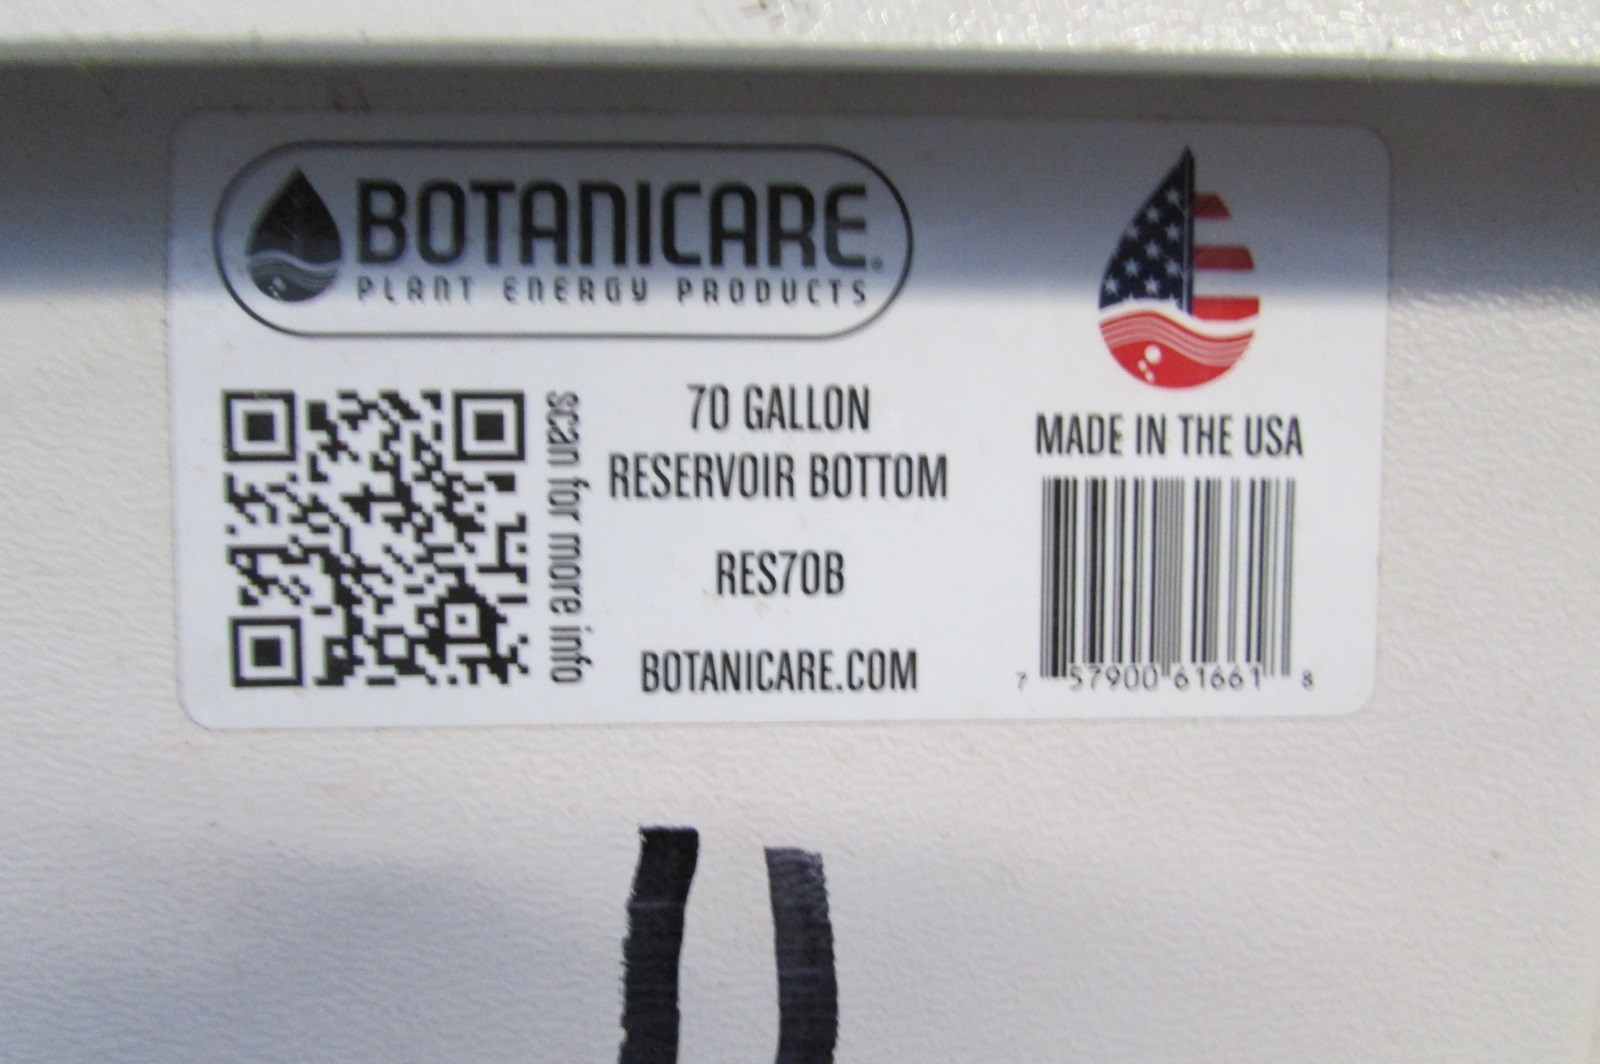 BOTANICARE
PLANT ENERGY PRODUCTS
scan for more info
70 GALLON
RESERVOIR BOTTOM
RES70B
BOTANICARE.COM
MADE IN THE USA
7 57900 61661 8